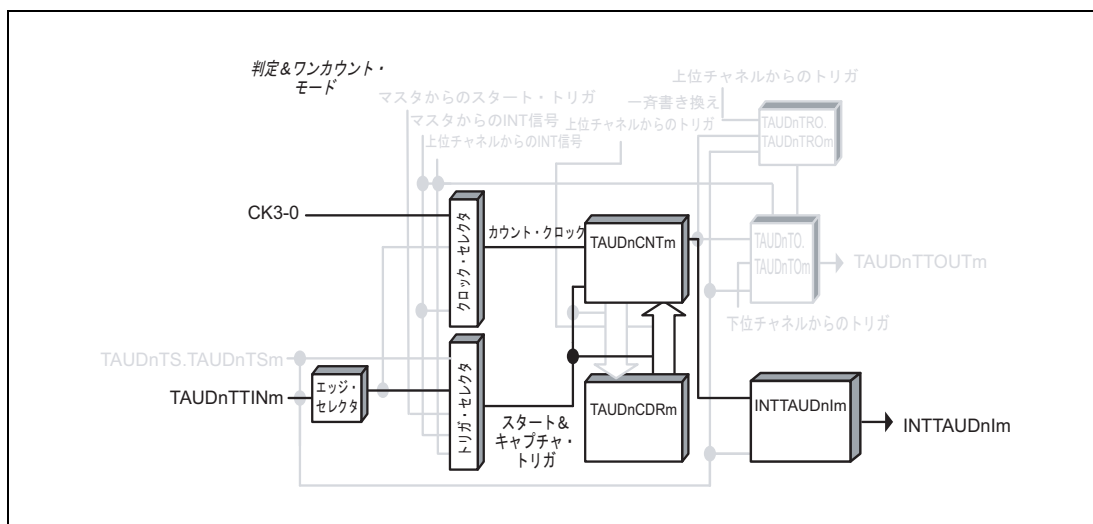 判定&ワンカウント・
モード
上位チャネルからのトリガ
マスタからのスタート・トリガ
一斉書き換え
マスタからのINT信号
上位チャネルからのトリガ
上位チャネルからのINT信号
TAUDnTRO.
TAUDnTROm
CK3-0
クロック・セレクタ
カウント・クロック
TAUDnCNTm
TAUDnTO.
TAUDnTOm
TAUDnTTOUTm
下位チャネルからのトリガ
TAUDnTS.TAUDnTSm
TAUDnTTINm
エッジ・
セレクタ
トリガ・セレクタ
スタート&
キャプチャ・
トリガ
TAUDnCDRm
INTTAUDnIm
INTTAUDnIm